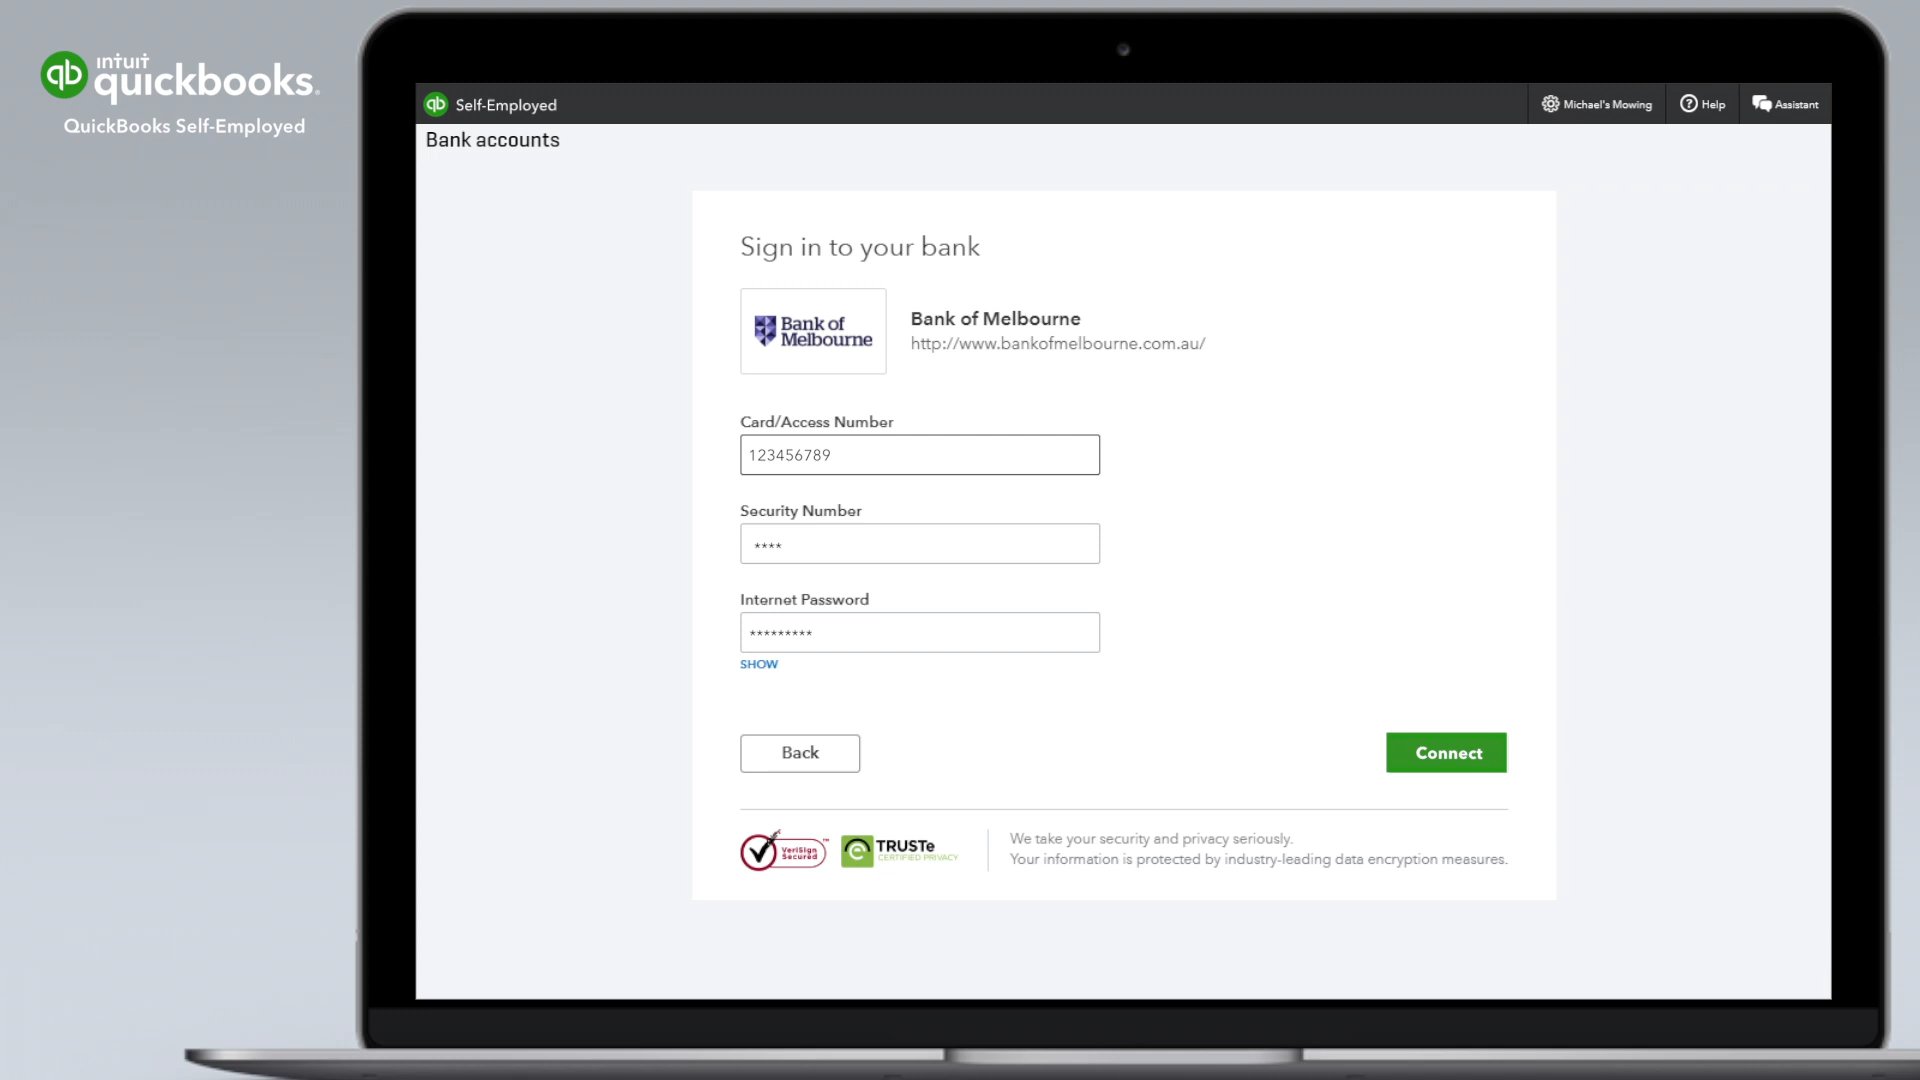 intuit
quickbooks.
QuickBooks Self-Employed
qb
qb Self-Employed
Michael's Mowing
? Help
Assistant
Bank accounts
Sign in to your bank
Bank of
Melbourne
Bank of Melbourne
http://www.bankofmelbourne.com.au/
Card/Access Number
123456789
Security Number
****
Internet Password
*********
SHOW
Back
Connect
VeriSign
Secured
™
TRUSTe
CERTIFIED PRIVACY
We take your security and privacy seriously.
Your information is protected by industry-leading data encryption measures.